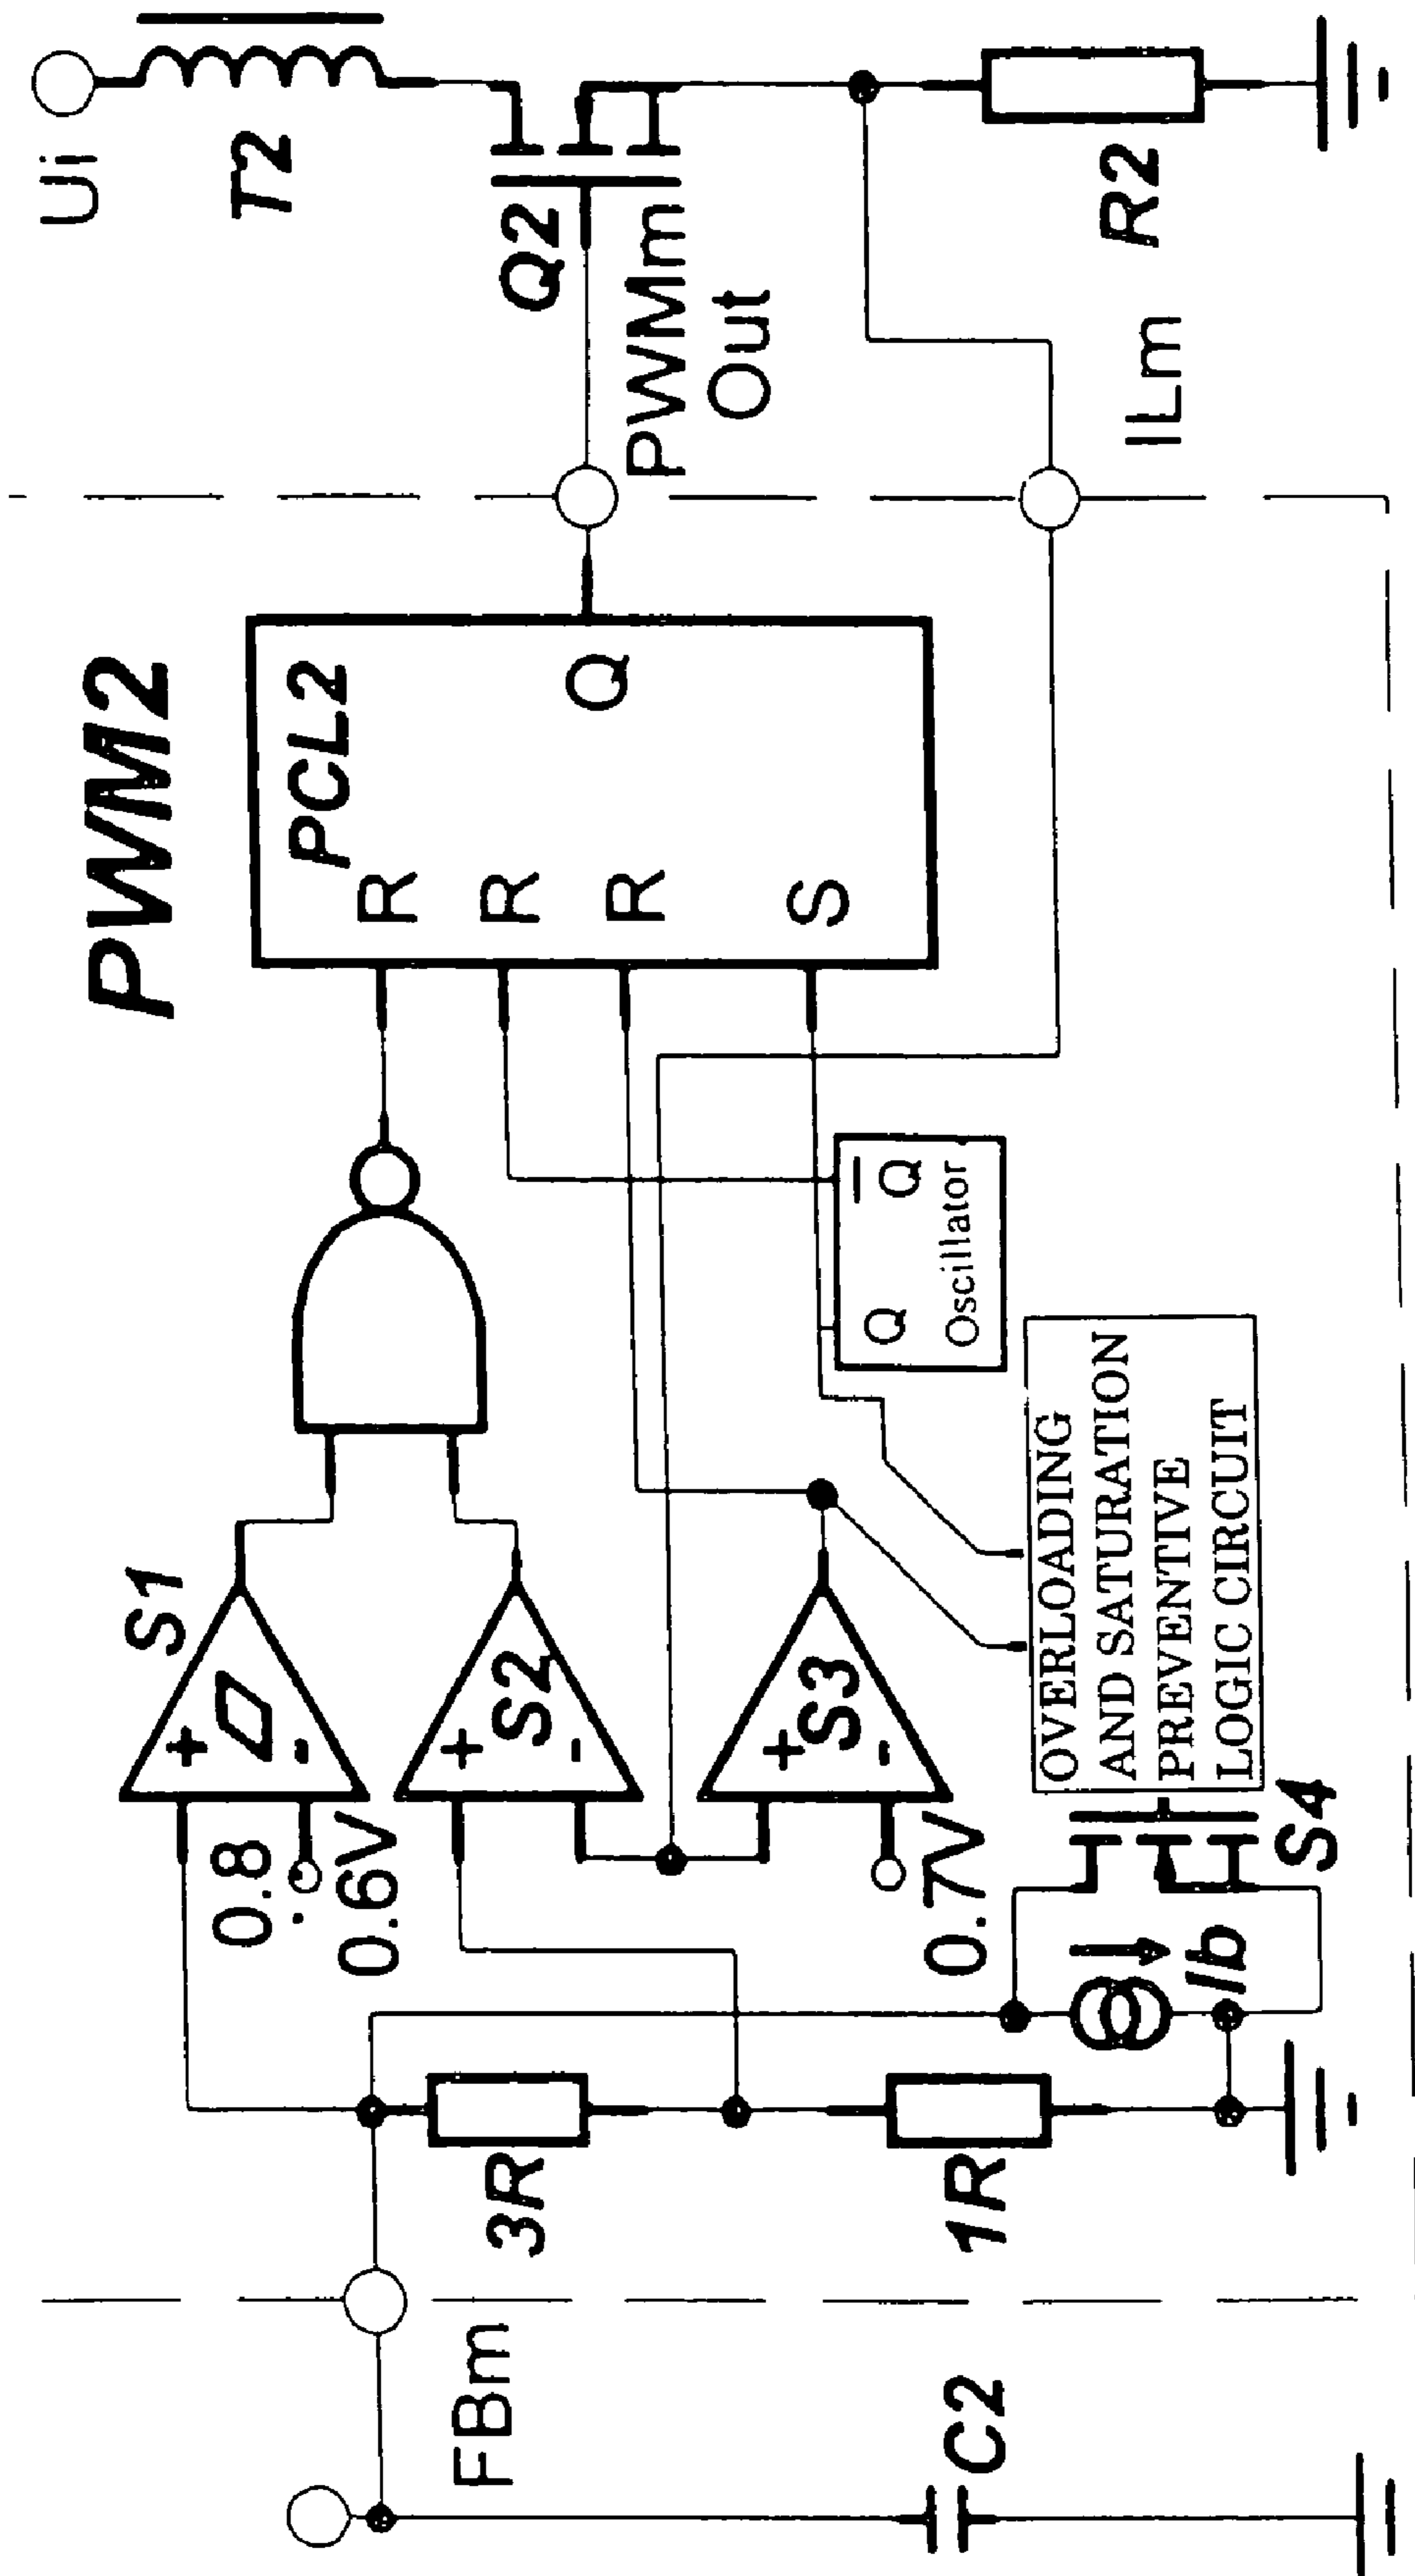 PWM2
Ui
T2
Q2
PWMm
Out
R2
ILm
PCL2
R
R
R
S
Q
Q Q̅
Oscillator
S1
+
-
0.8
.
0.6V
S2
+
-
S3
+
-
0.7V
OVERLOADING
AND SATURATION
PREVENTIVE
LOGIC CIRCUIT
S4
Ib
3R
1R
FBm
C2